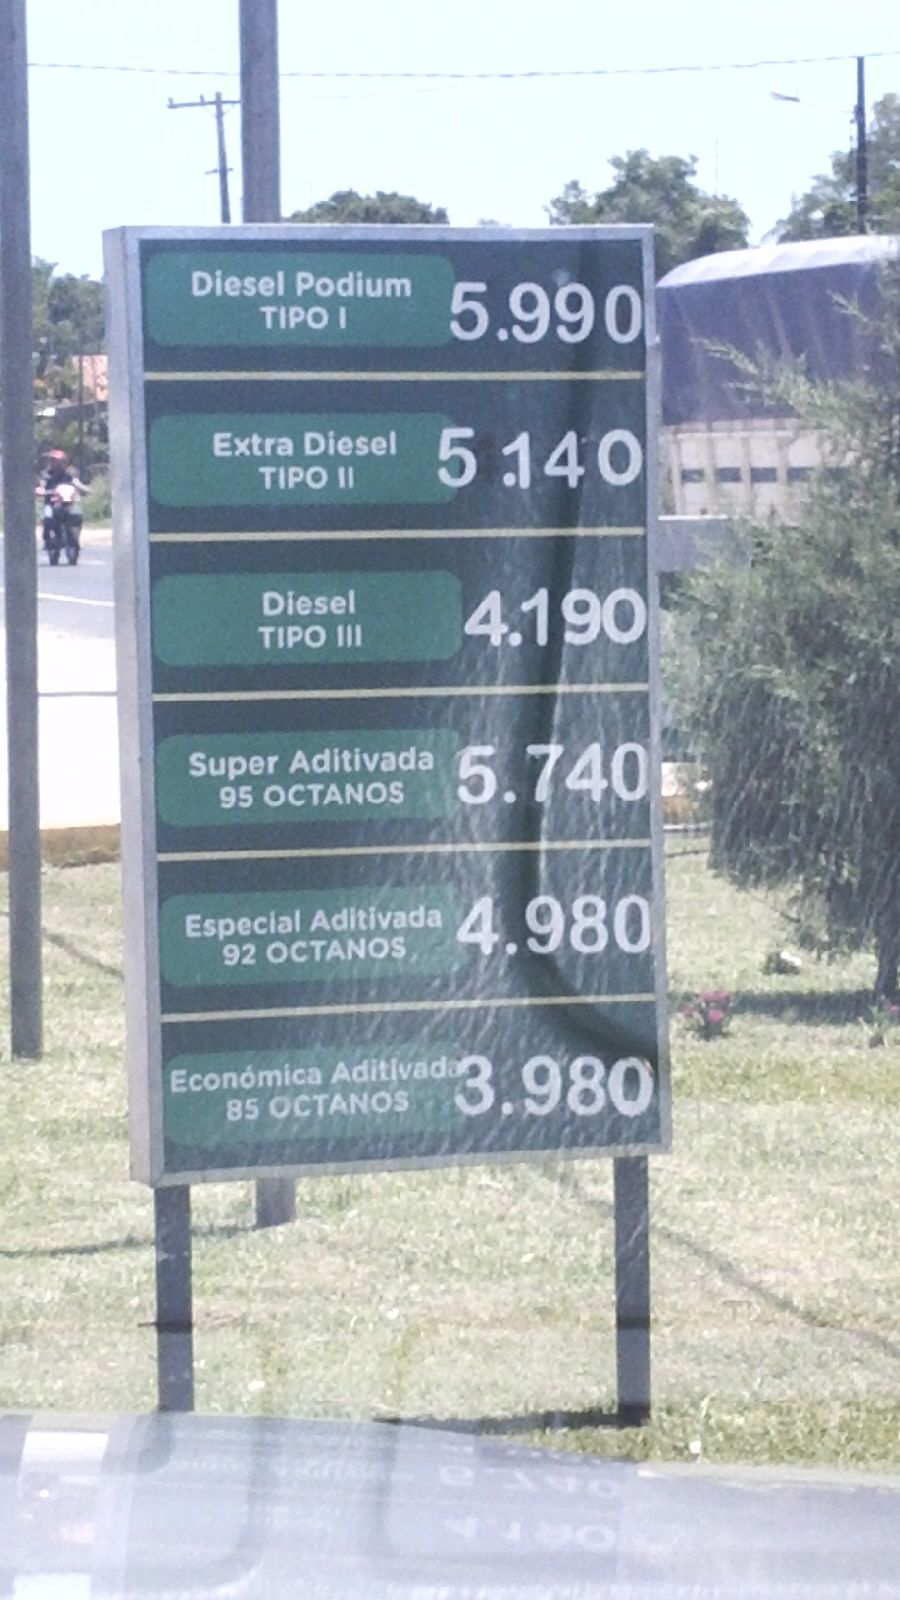 Diesel Podium 5.990
TIPO I
Extra Diesel 5.140
TIPO II
Diesel 4.190
TIPO III
Super Aditivada 5.740
95 OCTANOS
Especial Aditivada 4.980
92 OCTANOS
Económica Aditivada 3.980
85 OCTANOS